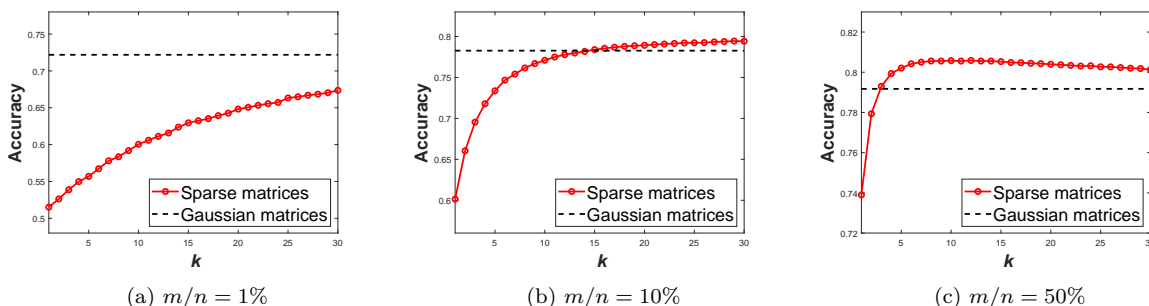 0.75
0.7
0.65
0.6
0.55
0.5
Accuracy
5 10 15 20 25 30
k
Sparse matrices
Gaussian matrices
(a) m/n = 1%
0.8
0.75
0.7
0.65
0.6
Accuracy
5 10 15 20 25 30
k
Sparse matrices
Gaussian matrices
(b) m/n = 10%
0.82
0.8
0.78
0.76
0.74
0.72
Accuracy
5 10 15 20 25 30
k
Sparse matrices
Gaussian matrices
(c) m/n = 50%